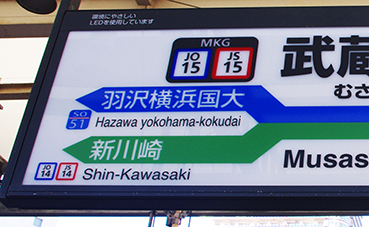 環境にやさしい
LEDを使用しています
MKG
JO 15 JS 15
武蔵
むさ
羽沢横浜国大
SO 51 Hazawa yokohama-kokudai
新川崎
Musas
JO 14 JS 14 Shin-Kawasaki